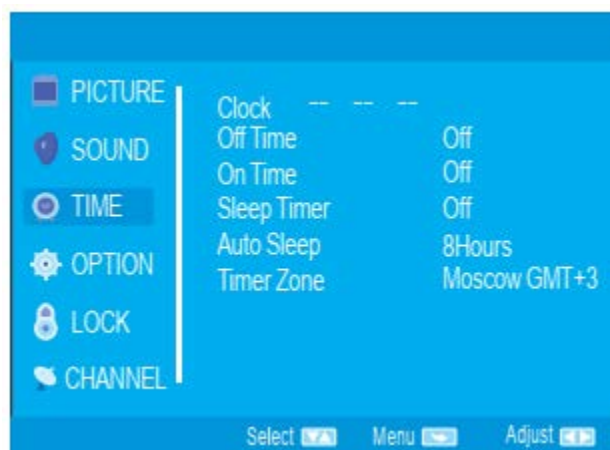 PICTURE
SOUND
TIME
OPTION
LOCK
CHANNEL
Clock -- -- --
Off Time Off
On Time Off
Sleep Timer Off
Auto Sleep 8Hours
Timer Zone Moscow GMT+3
Select Menu Adjust